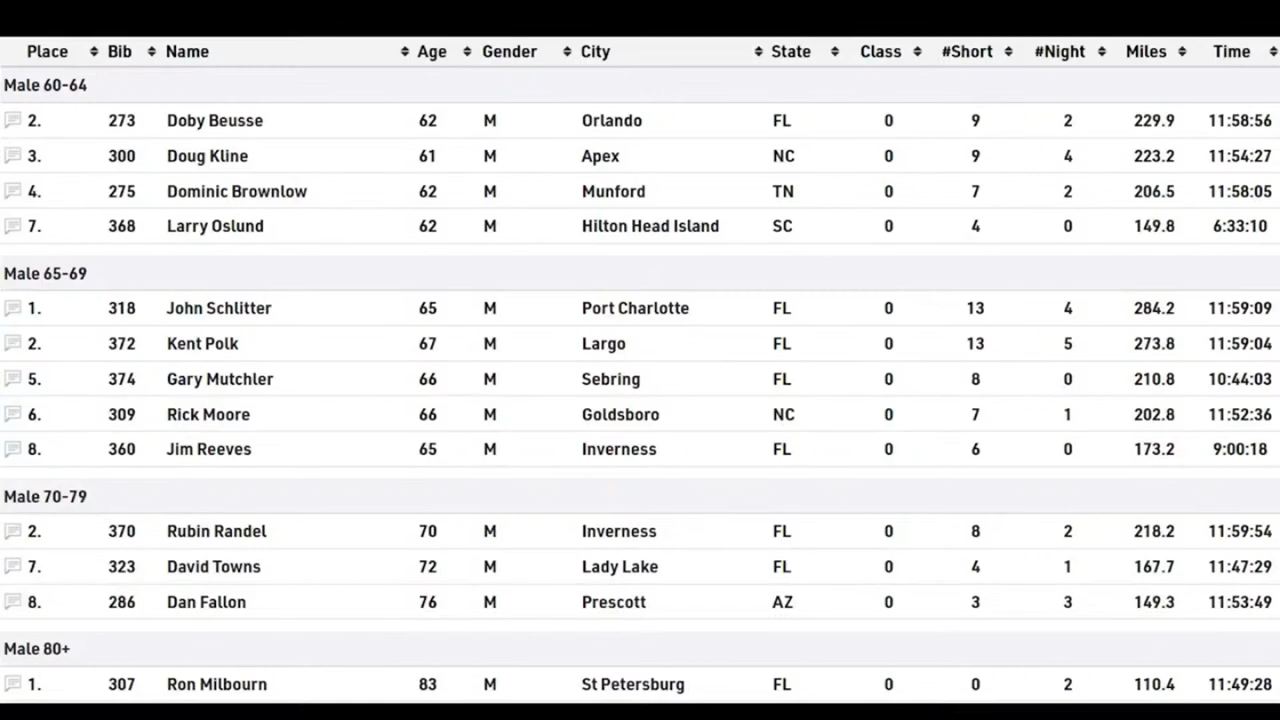 Place Bib Name Age Gender City State Class #Short #Night Miles Time
Male 60-64
2. 273 Doby Beusse 62 M Orlando FL 0 9 2 229.9 11:58:56
3. 300 Doug Kline 61 M Apex NC 0 9 4 223.2 11:54:27
4. 275 Dominic Brownlow 62 M Munford TN 0 7 2 206.5 11:58:05
7. 368 Larry Oslund 62 M Hilton Head Island SC 0 4 0 149.8 6:33:10
Male 65-69
1. 318 John Schlitter 65 M Port Charlotte FL 0 13 4 284.2 11:59:09
2. 372 Kent Polk 67 M Largo FL 0 13 5 273.8 11:59:04
5. 374 Gary Mutchler 66 M Sebring FL 0 8 0 210.8 10:44:03
6. 309 Rick Moore 66 M Goldsboro NC 0 7 1 202.8 11:52:36
8. 360 Jim Reeves 65 M Inverness FL 0 6 0 173.2 9:00:18
Male 70-79
2. 370 Rubin Randel 70 M Inverness FL 0 8 2 218.2 11:59:54
7. 323 David Towns 72 M Lady Lake FL 0 4 1 167.7 11:47:29
8. 286 Dan Fallon 76 M Prescott AZ 0 3 3 149.3 11:53:49
Male 80+
1. 307 Ron Milbourn 83 M St Petersburg FL 0 0 2 110.4 11:49:28